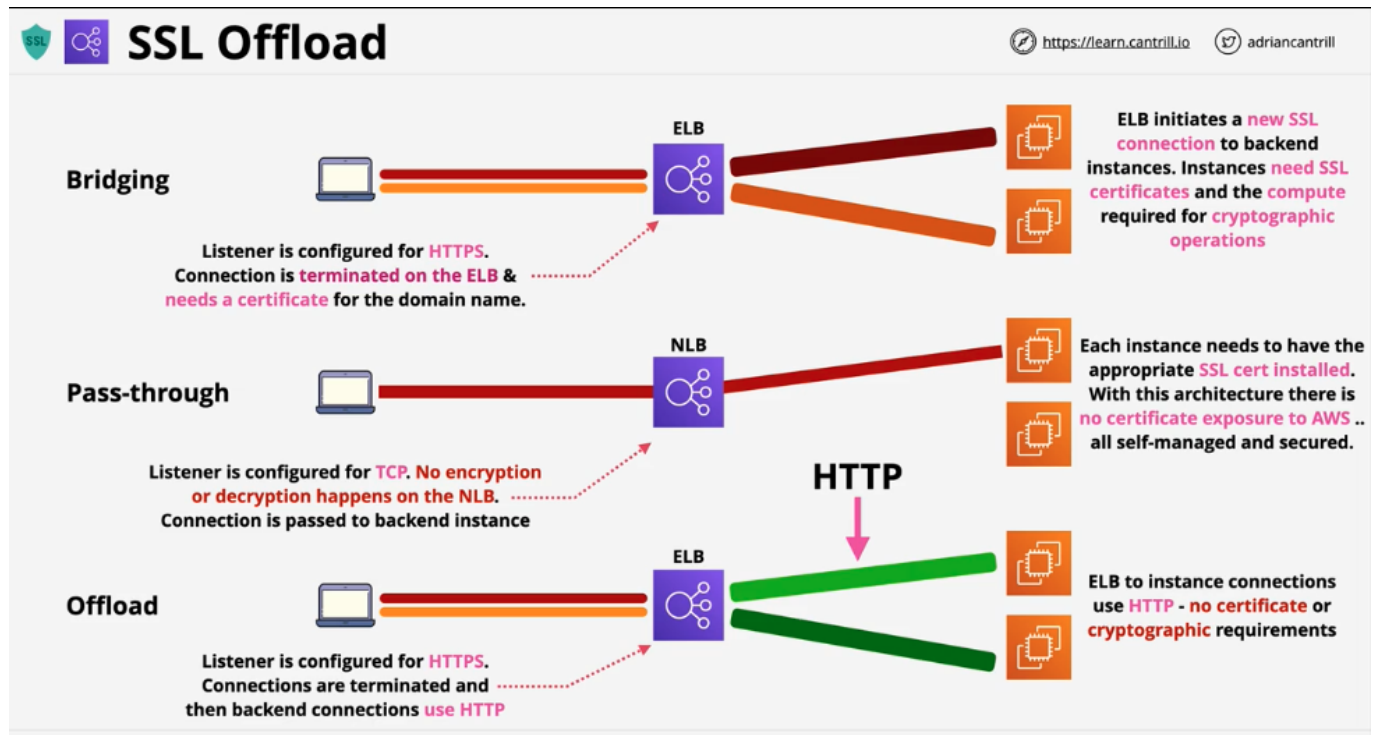 SSL
SSL Offload
https://learn.cantrill.io
adriancantrill
ELB
Bridging
Listener is configured for HTTPS.
Connection is terminated on the ELB &
needs a certificate for the domain name.
ELB initiates a new SSL
connection to backend
instances. Instances need SSL
certificates and the compute
required for cryptographic
operations
NLB
Pass-through
Listener is configured for TCP. No encryption
or decryption happens on the NLB.
Connection is passed to backend instance
Each instance needs to have the
appropriate SSL cert installed.
With this architecture there is
no certificate exposure to AWS ..
all self-managed and secured.
HTTP
ELB
Offload
Listener is configured for HTTPS.
Connections are terminated and
then backend connections use HTTP
ELB to instance connections
use HTTP - no certificate or
cryptographic requirements